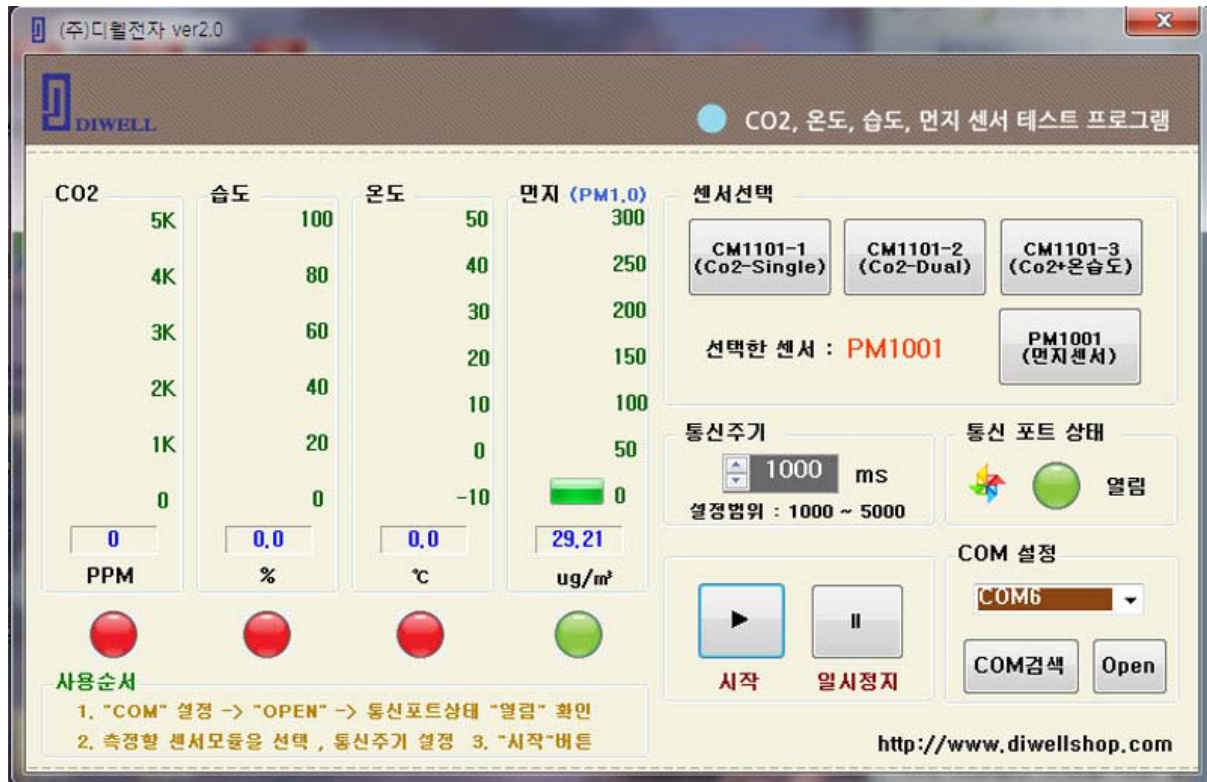 (주)디웰전자 ver2.0
DIWELL
CO2, 온도, 습도, 먼지 센서 테스트 프로그램
CO2
5K
4K
3K
2K
1K
0
0
PPM
습도
100
80
60
40
20
0
0.0
%
온도
50
40
30
20
10
0
-10
0.0
℃
먼지 (PM1.0)
300
250
200
150
100
50
0
29.21
ug/m³
센서선택
CM1101-1
(Co2-Single)
CM1101-2
(Co2-Dual)
CM1101-3
(Co2+온습도)
선택한 센서 : PM1001
PM1001
(먼지센서)
통신주기
1000 ms
설정범위 : 1000 ~ 5000
통신 포트 상태
열림
시작
일시정지
COM 설정
COM6
COM검색
Open
사용순서
1. "COM" 설정 -> "OPEN" -> 통신포트상태 "열림" 확인
2. 측정할 센서모듈을 선택 , 통신주기 설정 3. "시작"버튼
http://www.diwellshop.com